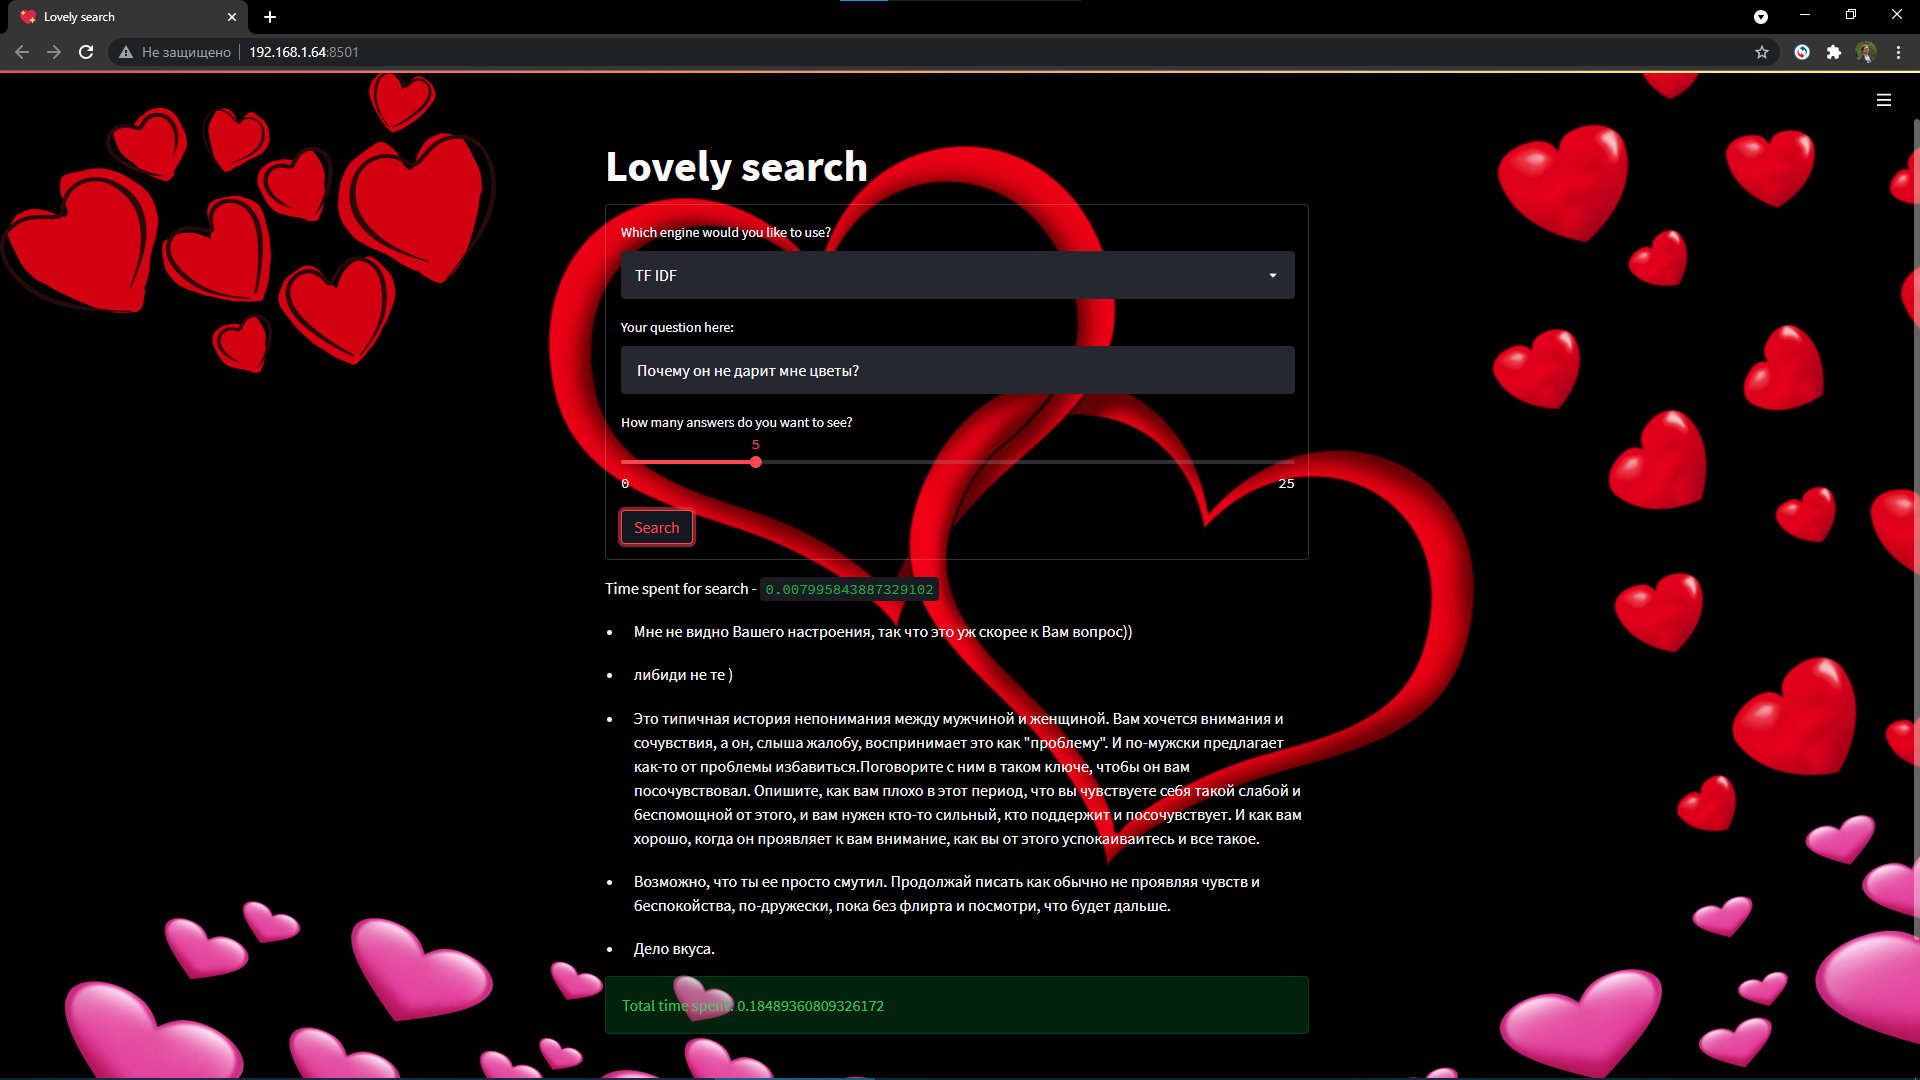 Lovely search
Не защищено
192.168.1.64:8501
Lovely search
Which engine would you like to use?
TF IDF
Your question here:
Почему он не дарит мне цветы?
How many answers do you want to see?
5
0
25
Search
Time spent for search - 0.007995843887329102
Мне не видно Вашего настроения, так что это уж скорее к Вам вопрос))
либиди не те )
Это типичная история непонимания между мужчиной и женщиной. Вам хочется внимания и
сочувствия, а он, слыша жалобу, воспринимает это как "проблему". И по-мужски предлагает
как-то от проблемы избавиться.Поговорите с ним в таком ключе, чтобы он вам
посочувствовал. Опишите, как вам плохо в этот период, что вы чувствуете себя такой слабой и
беспомощной от этого, и вам нужен кто-то сильный, кто поддержит и посочувствует. И как вам
хорошо, когда он проявляет к вам внимание, как вы от этого успокаиваитесь и все такое.
Возможно, что ты ее просто смутил. Продолжай писать как обычно не проявляя чувств и
беспокойства, по-дружески, пока без флирта и посмотри, что будет дальше.
Дело вкуса.
Total time spent: 0.18489360809326172